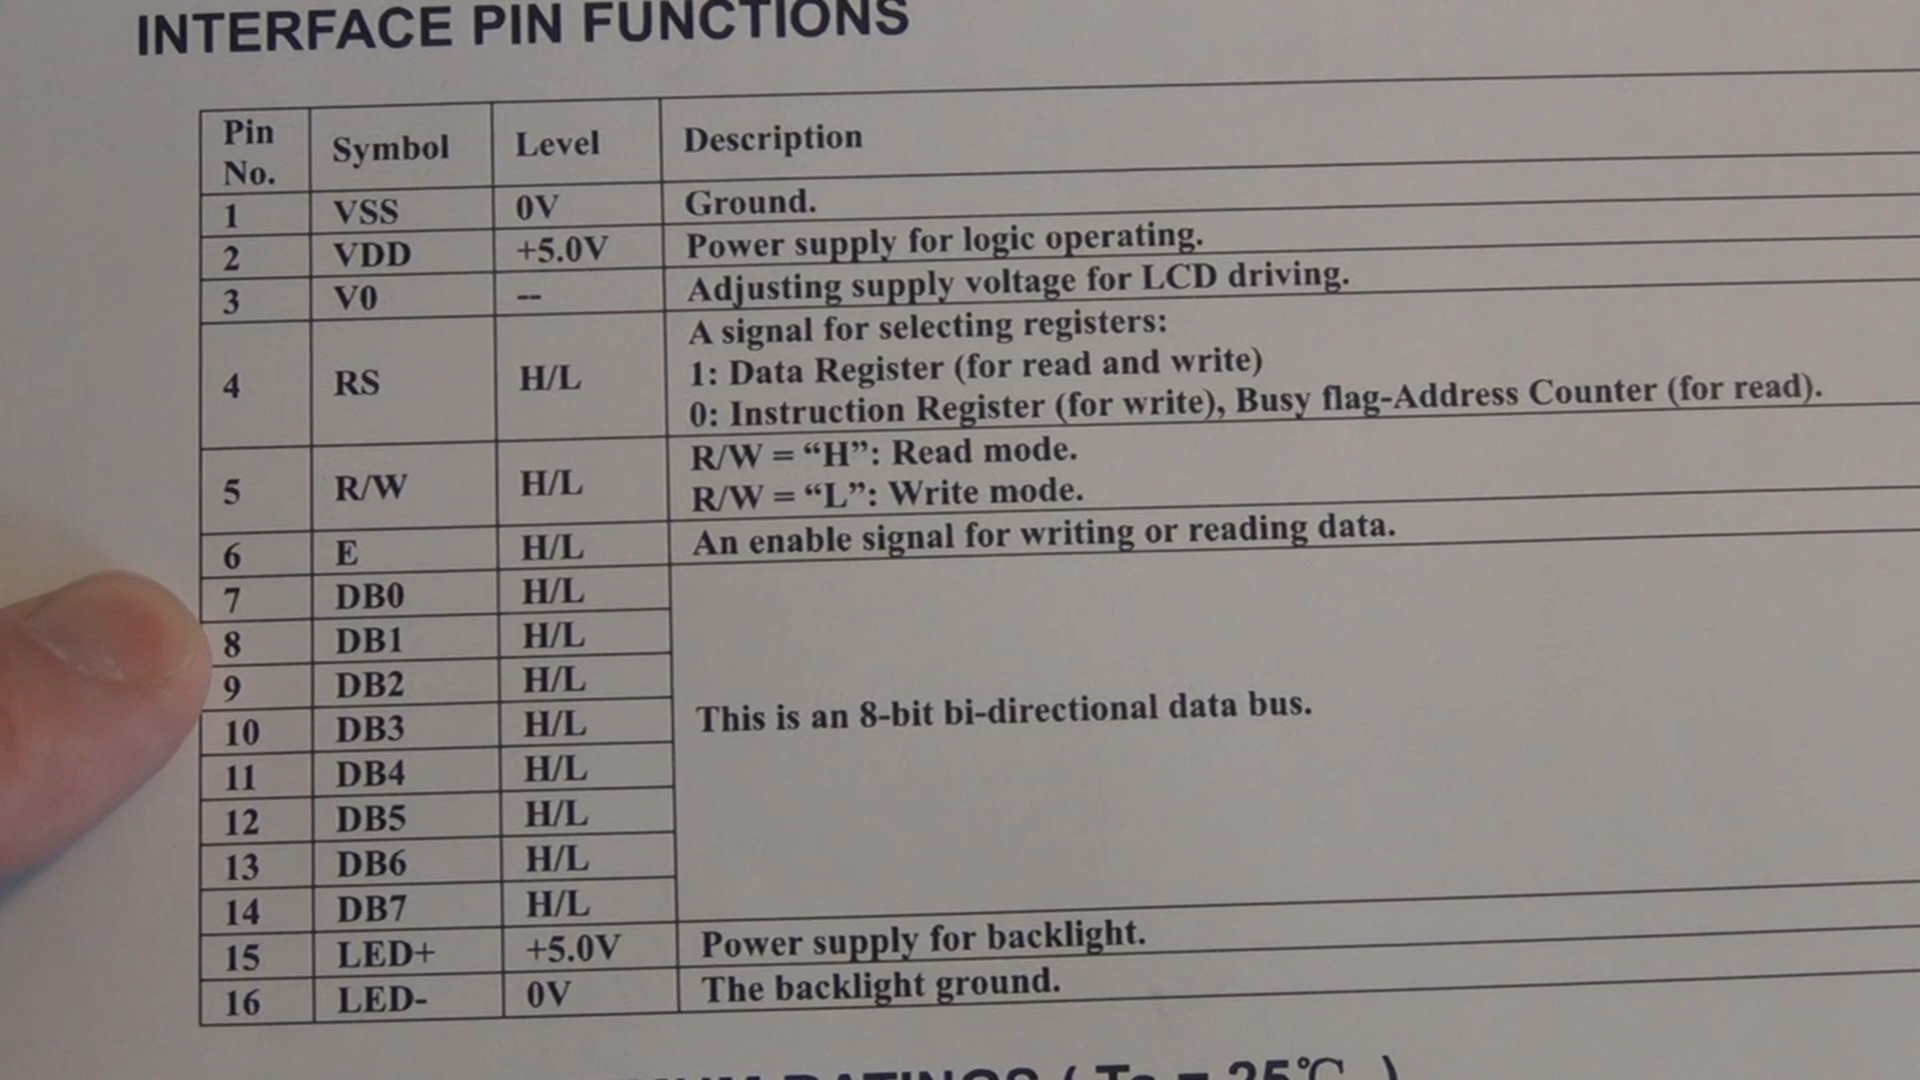 INTERFACE PIN FUNCTIONS
Pin No. Symbol Level Description
1 VSS 0V Ground.
2 VDD +5.0V Power supply for logic operating.
3 V0 -- Adjusting supply voltage for LCD driving.
4 RS H/L A signal for selecting registers:
1: Data Register (for read and write)
0: Instruction Register (for write), Busy flag-Address Counter (for read).
5 R/W H/L R/W = “H”: Read mode.
R/W = “L”: Write mode.
6 E H/L An enable signal for writing or reading data.
7 DB0 H/L
8 DB1 H/L
9 DB2 H/L
10 DB3 H/L This is an 8-bit bi-directional data bus.
11 DB4 H/L
12 DB5 H/L
13 DB6 H/L
14 DB7 H/L
15 LED+ +5.0V Power supply for backlight.
16 LED- 0V The backlight ground.
RATINGS ( Ta = 25℃ )